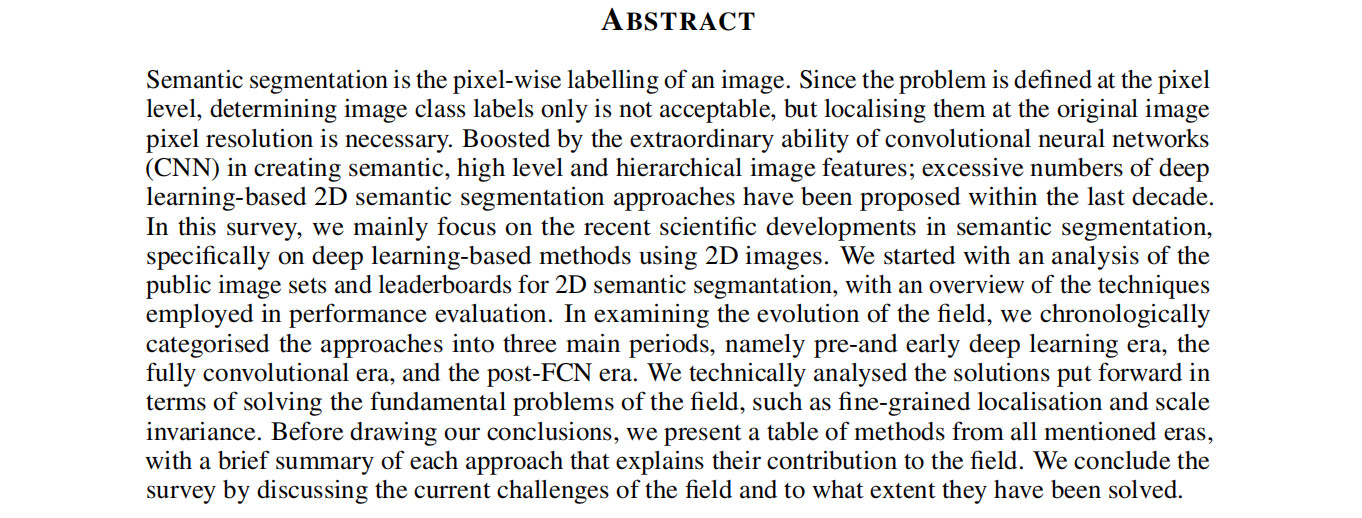 ABSTRACT
Semantic segmentation is the pixel-wise labelling of an image. Since the problem is defined at the pixel
level, determining image class labels only is not acceptable, but localising them at the original image
pixel resolution is necessary. Boosted by the extraordinary ability of convolutional neural networks
(CNN) in creating semantic, high level and hierarchical image features; excessive numbers of deep
learning-based 2D semantic segmentation approaches have been proposed within the last decade.
In this survey, we mainly focus on the recent scientific developments in semantic segmentation,
specifically on deep learning-based methods using 2D images. We started with an analysis of the
public image sets and leaderboards for 2D semantic segmantation, with an overview of the techniques
employed in performance evaluation. In examining the evolution of the field, we chronologically
categorised the approaches into three main periods, namely pre-and early deep learning era, the
fully convolutional era, and the post-FCN era. We technically analysed the solutions put forward in
terms of solving the fundamental problems of the field, such as fine-grained localisation and scale
invariance. Before drawing our conclusions, we present a table of methods from all mentioned eras,
with a brief summary of each approach that explains their contribution to the field. We conclude the
survey by discussing the current challenges of the field and to what extent they have been solved.